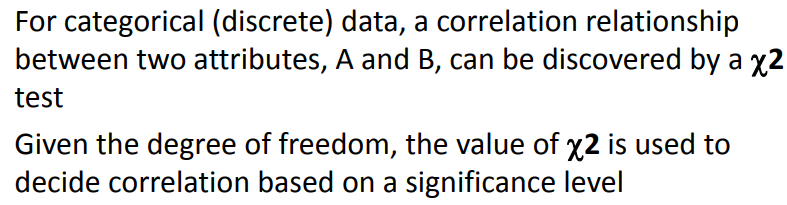 For categorical (discrete) data, a correlation relationship
between two attributes, A and B, can be discovered by a χ2
test
Given the degree of freedom, the value of χ2 is used to
decide correlation based on a significance level